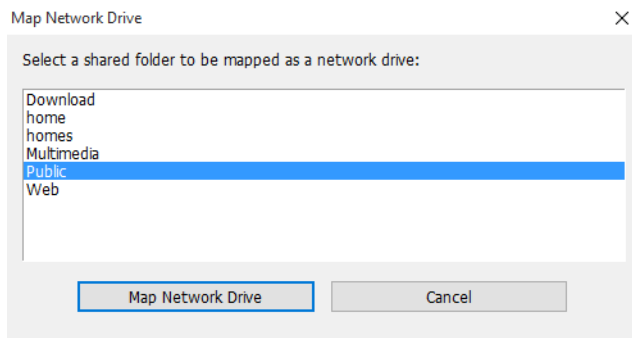 Map Network Drive
Select a shared folder to be mapped as a network drive:
Download
home
homes
Multimedia
Public
Web
Map Network Drive
Cancel